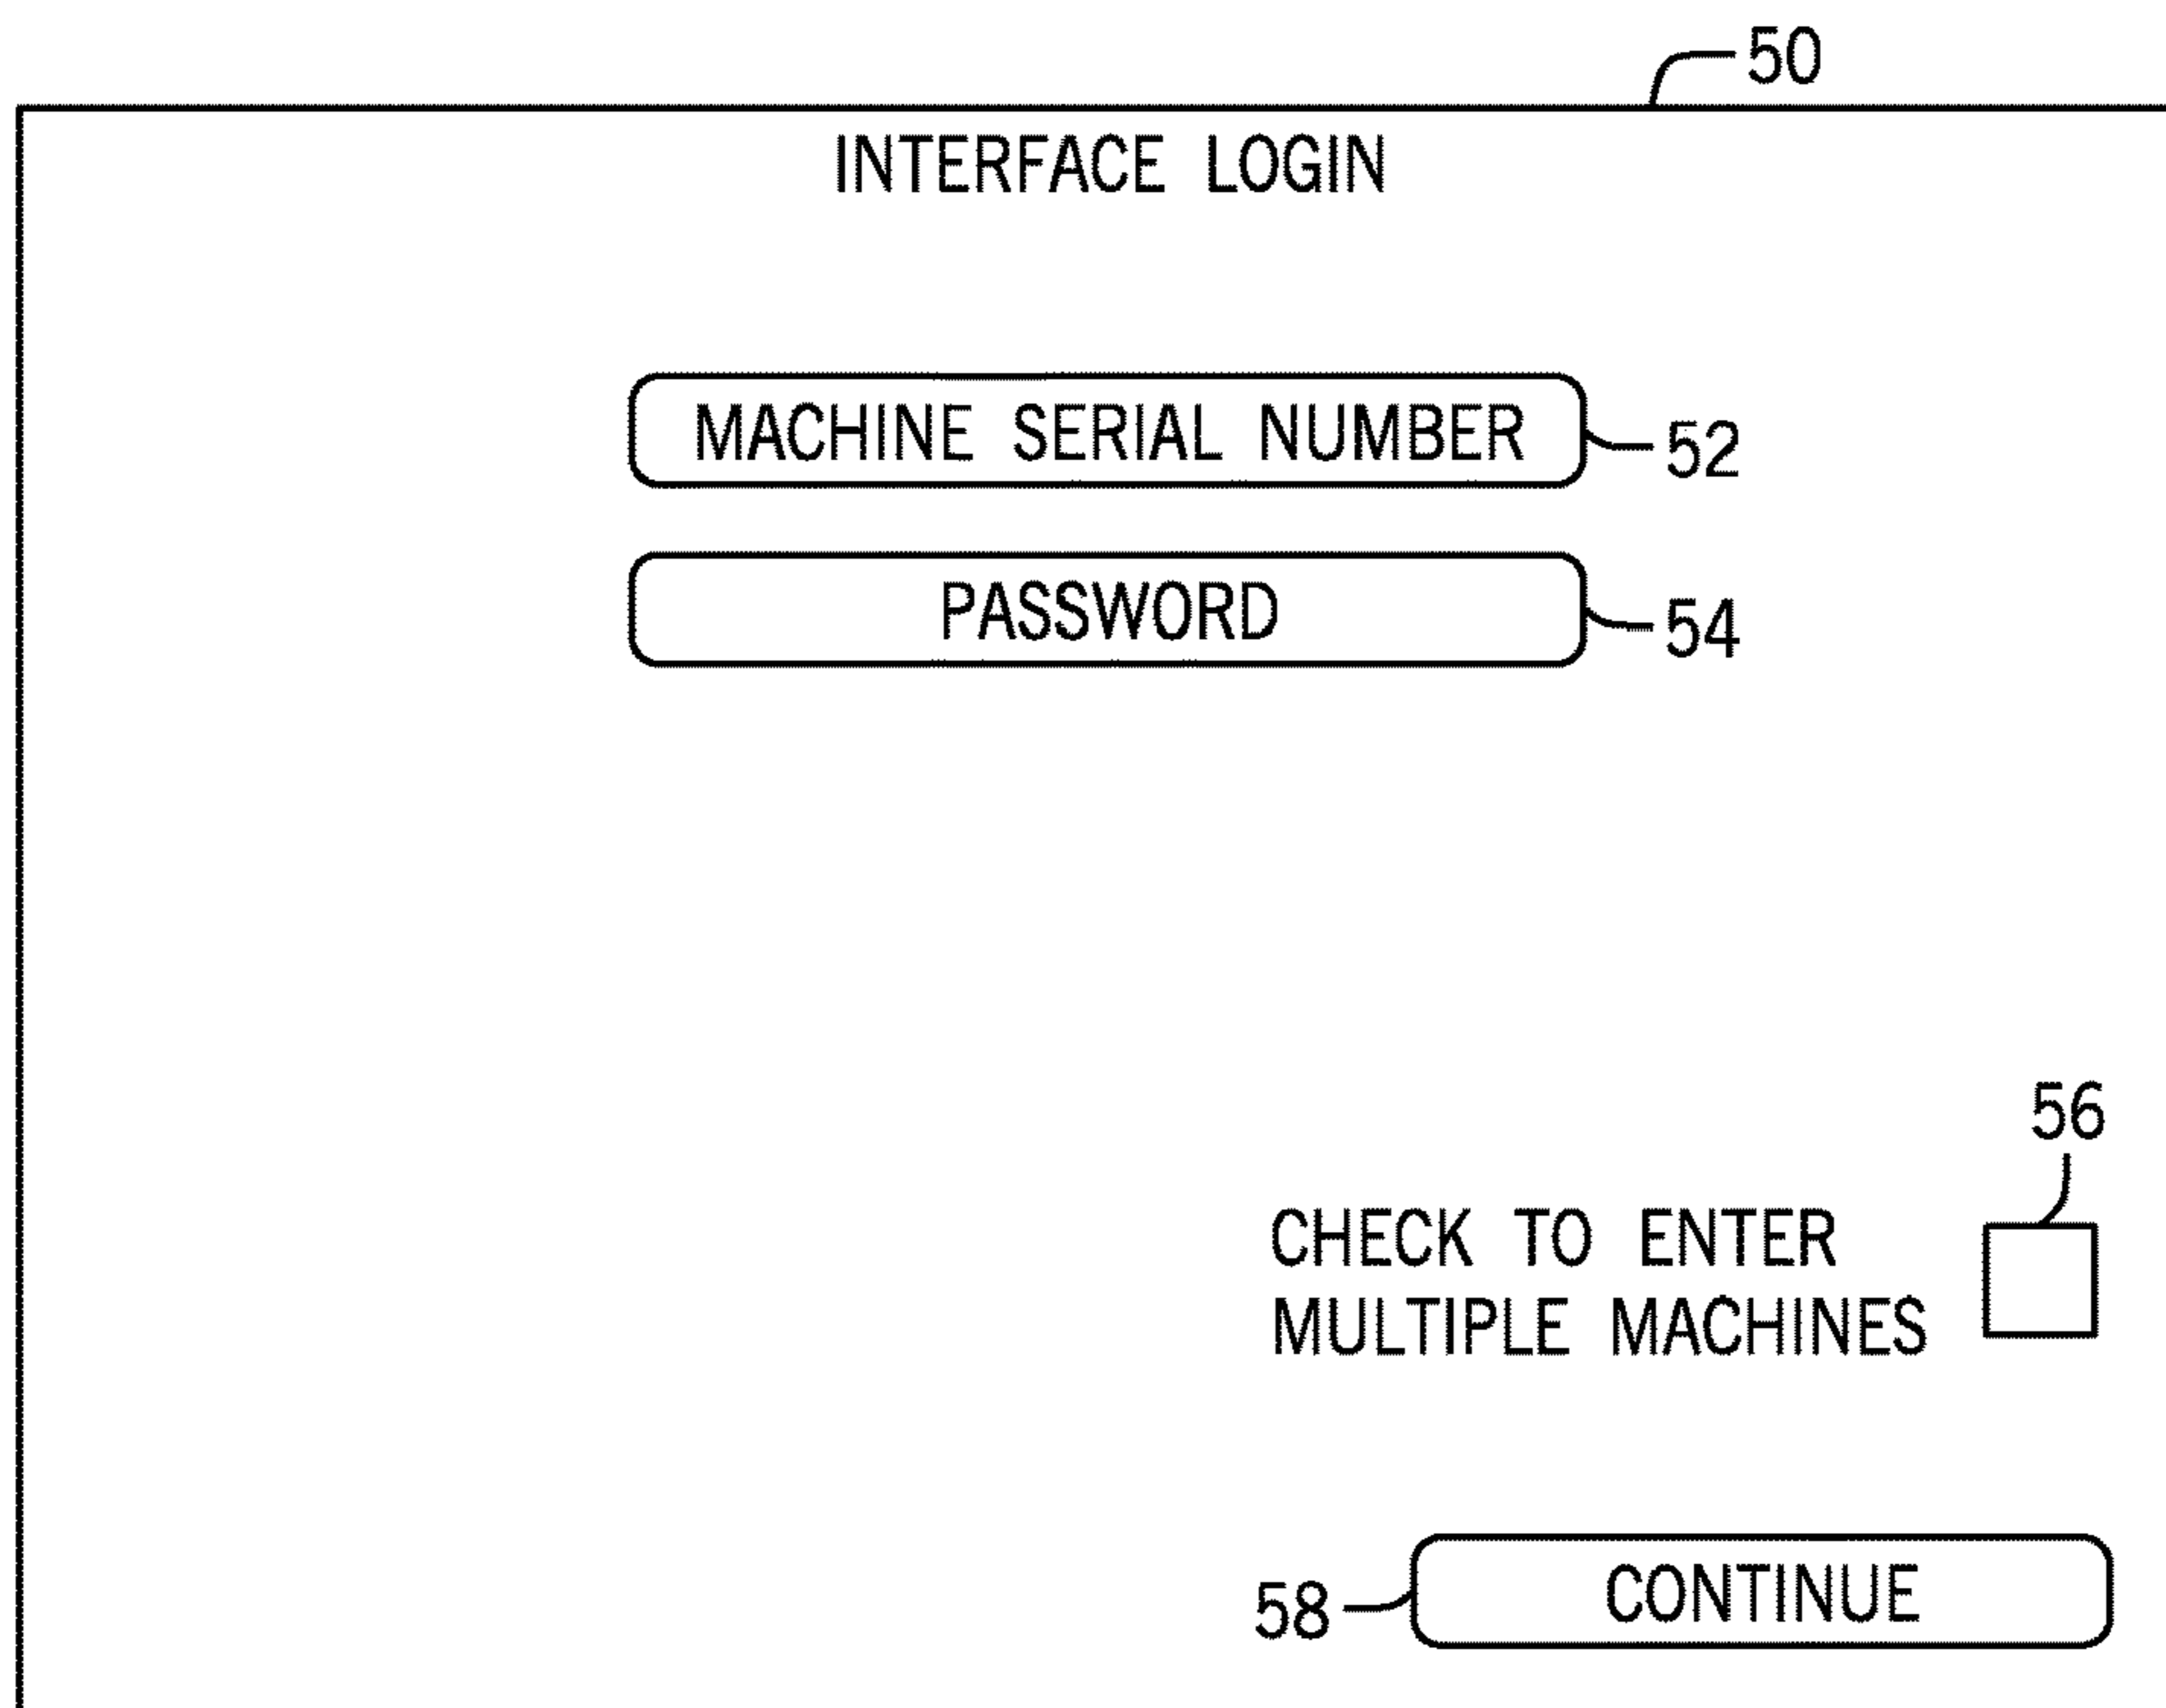 50
INTERFACE LOGIN
MACHINE SERIAL NUMBER
52
PASSWORD
54
56
CHECK TO ENTER
MULTIPLE MACHINES
58
CONTINUE